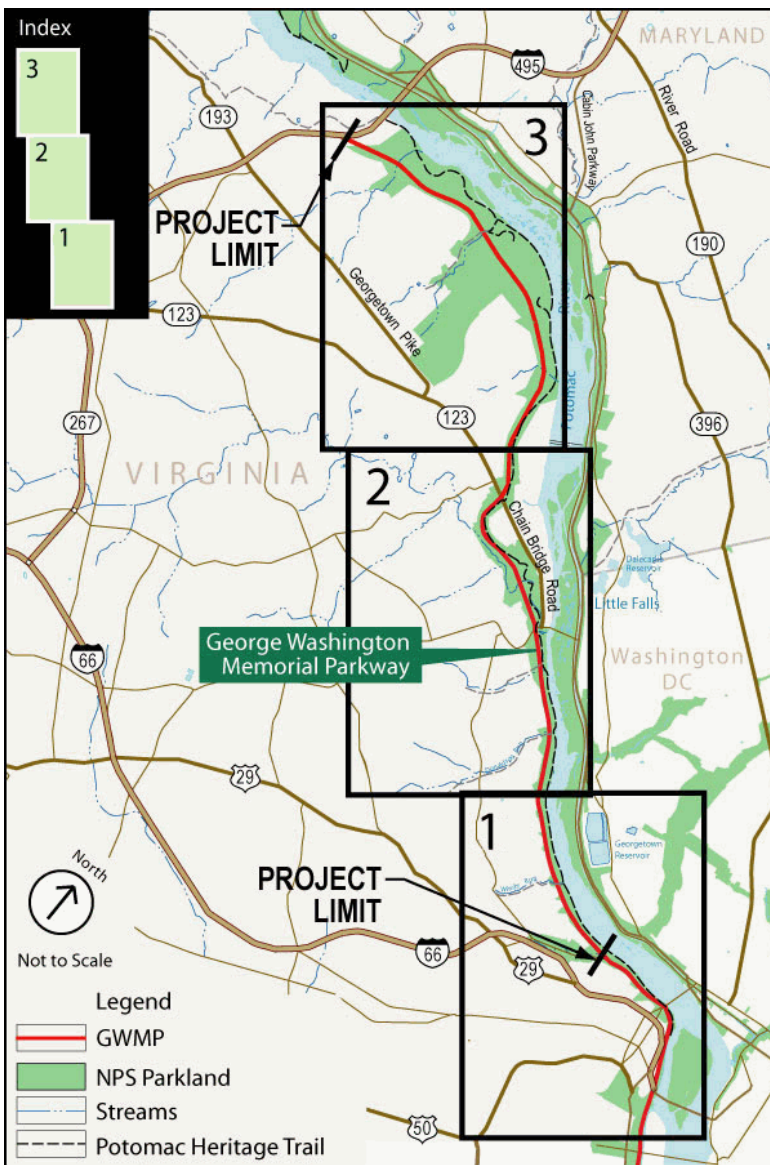 Index
3
2
1
MARYLAND
495
193
Cabin John Parkway
River Road
3
PROJECT
LIMIT
190
Georgetown Pike
123
River
Potomac
123
267
396
VIRGINIA
2
Chain Bridge Road
Dalecarlia
Reservoir
Little Falls
George Washington
Memorial Parkway
Washington
DC
66
29
1
Georgetown
Reservoir
North
PROJECT
LIMIT
Not to Scale
66
29
Legend
GWMP
NPS Parkland
Streams
50
Potomac Heritage Trail